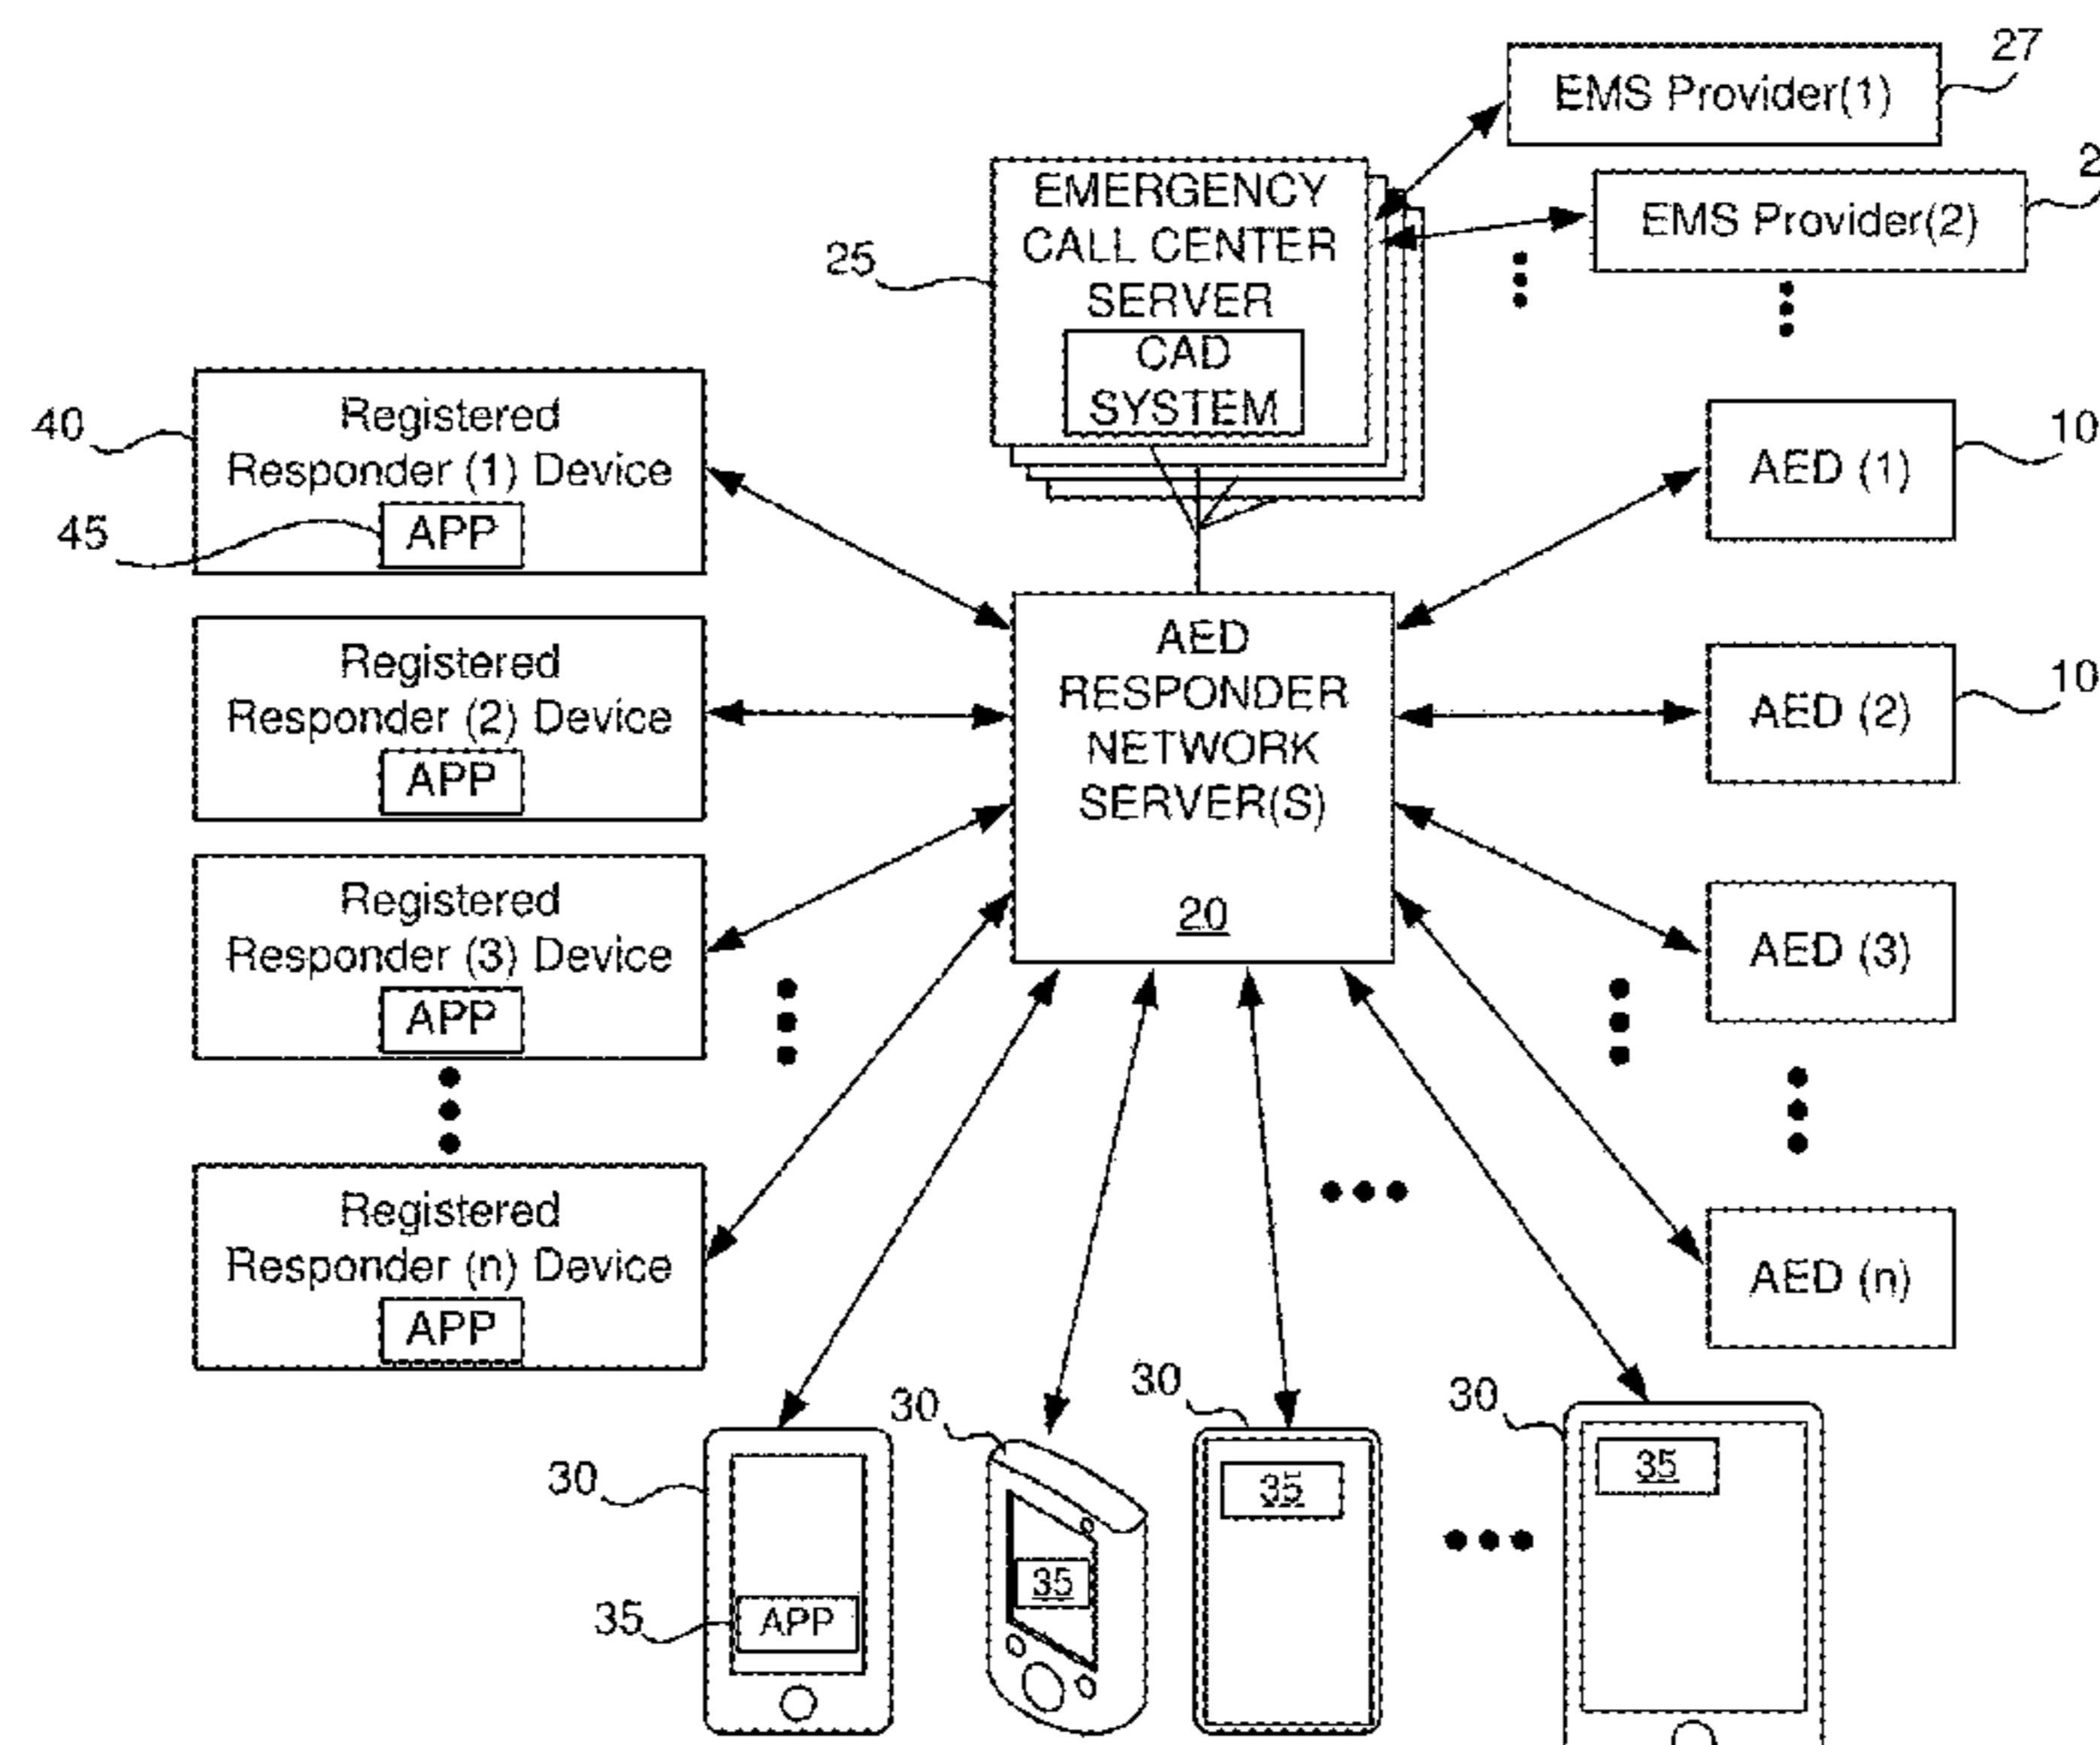 27
EMS Provider(1)
2
EMS Provider(2)
EMERGENCY
CALL CENTER
SERVER
CAD
SYSTEM
25
40
Registered
Responder (1) Device
APP
45
Registered
Responder (2) Device
APP
Registered
Responder (3) Device
APP
Registered
Responder (n) Device
APP
AED
RESPONDER
NETWORK
SERVER(S)
20
AED (1)
10
AED (2)
10
AED (3)
AED (n)
30
35
APP
30
35
30
35
30
35